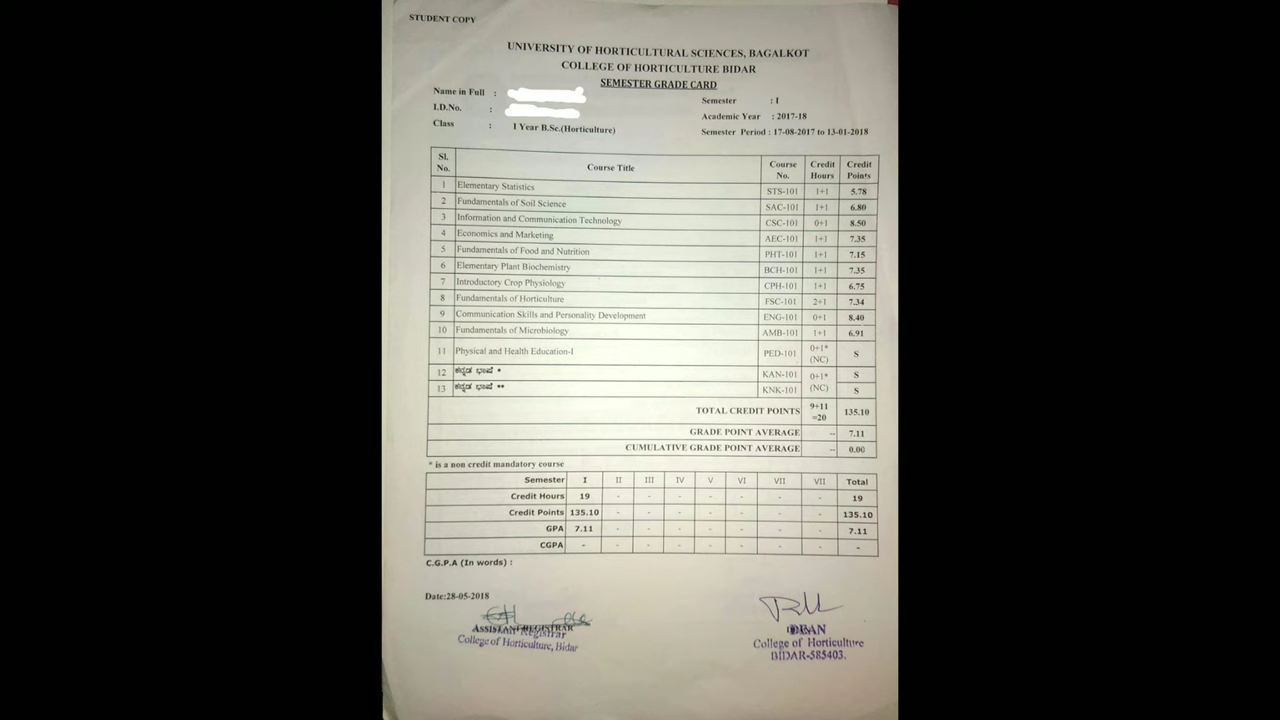 STUDENT COPY
UNIVERSITY OF HORTICULTURAL SCIENCES, BAGALKOT
COLLEGE OF HORTICULTURE BIDAR
SEMESTER GRADE CARD
Name in Full :
Semester : I
I.D.No. :
Academic Year : 2017-18
Class : I Year B.Sc.(Horticulture)
Semester Period : 17-08-2017 to 13-01-2018
Sl. No. Course Title Course No. Credit Hours Credit Points
1 Elementary Statistics STS-101 1+1 5.78
2 Fundamentals of Soil Science SAC-101 1+1 6.80
3 Information and Communication Technology CSC-101 0+1 8.50
4 Economics and Marketing AEC-101 1+1 7.35
5 Fundamentals of Food and Nutrition PHT-101 1+1 7.15
6 Elementary Plant Biochemistry BCH-101 1+1 7.35
7 Introductory Crop Physiology CPH-101 1+1 6.75
8 Fundamentals of Horticulture FSC-101 2+1 7.34
9 Communication Skills and Personality Development ENG-101 0+1 8.40
10 Fundamentals of Microbiology AMB-101 1+1 6.91
11 Physical and Health Education-I PED-101 0+1* (NC) S
12 ಕನ್ನಡ ಭಾಷೆ * KAN-101 0+1* (NC) S
13 ಕನ್ನಡ ಭಾಷೆ ** KNK-101 S
TOTAL CREDIT POINTS 9+11 =20 135.10
GRADE POINT AVERAGE -- 7.11
CUMULATIVE GRADE POINT AVERAGE -- 0.00
* is a non credit mandatory course
Semester I II III IV V VI VII VII Total
Credit Hours 19 - - - - - - - 19
Credit Points 135.10 - - - - - - - 135.10
GPA 7.11 - - - - - - - 7.11
CGPA - - - - - - - - -
C.G.P.A (In words) :
Date:28-05-2018
ASSISTANT REGISTRAR
Registrar
College of Horticulture, Bidar
DEAN
College of Horticulture
BIDAR-585403.